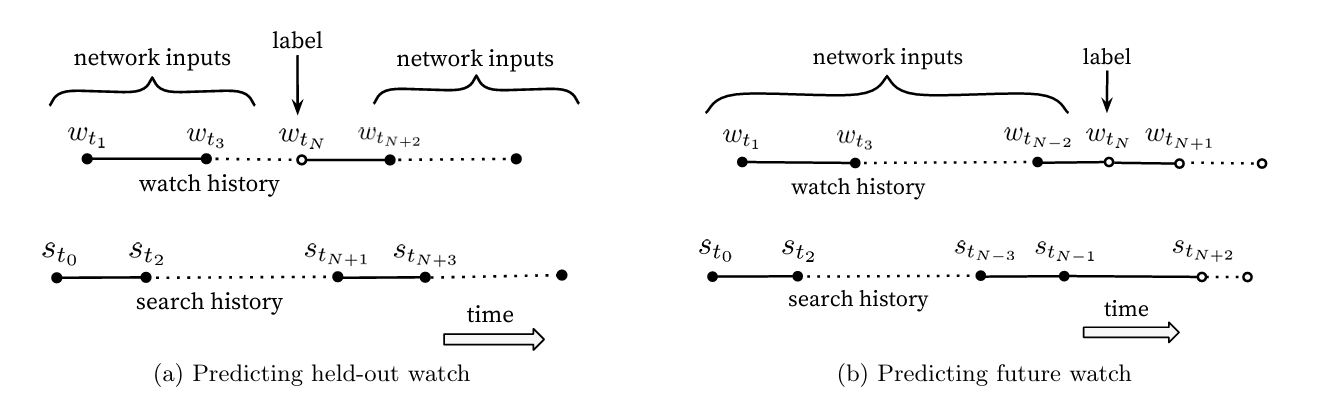 label
network inputs network inputs
w_{t_1} w_{t_3} w_{t_N} w_{t_{N+2}}
watch history
s_{t_0} s_{t_2} s_{t_{N+1}} s_{t_{N+3}}
search history
time
(a) Predicting held-out watch
network inputs label
w_{t_1} w_{t_3} w_{t_{N-2}} w_{t_N} w_{t_{N+1}}
watch history
s_{t_0} s_{t_2} s_{t_{N-3}} s_{t_{N-1}} s_{t_{N+2}}
search history
time
(b) Predicting future watch